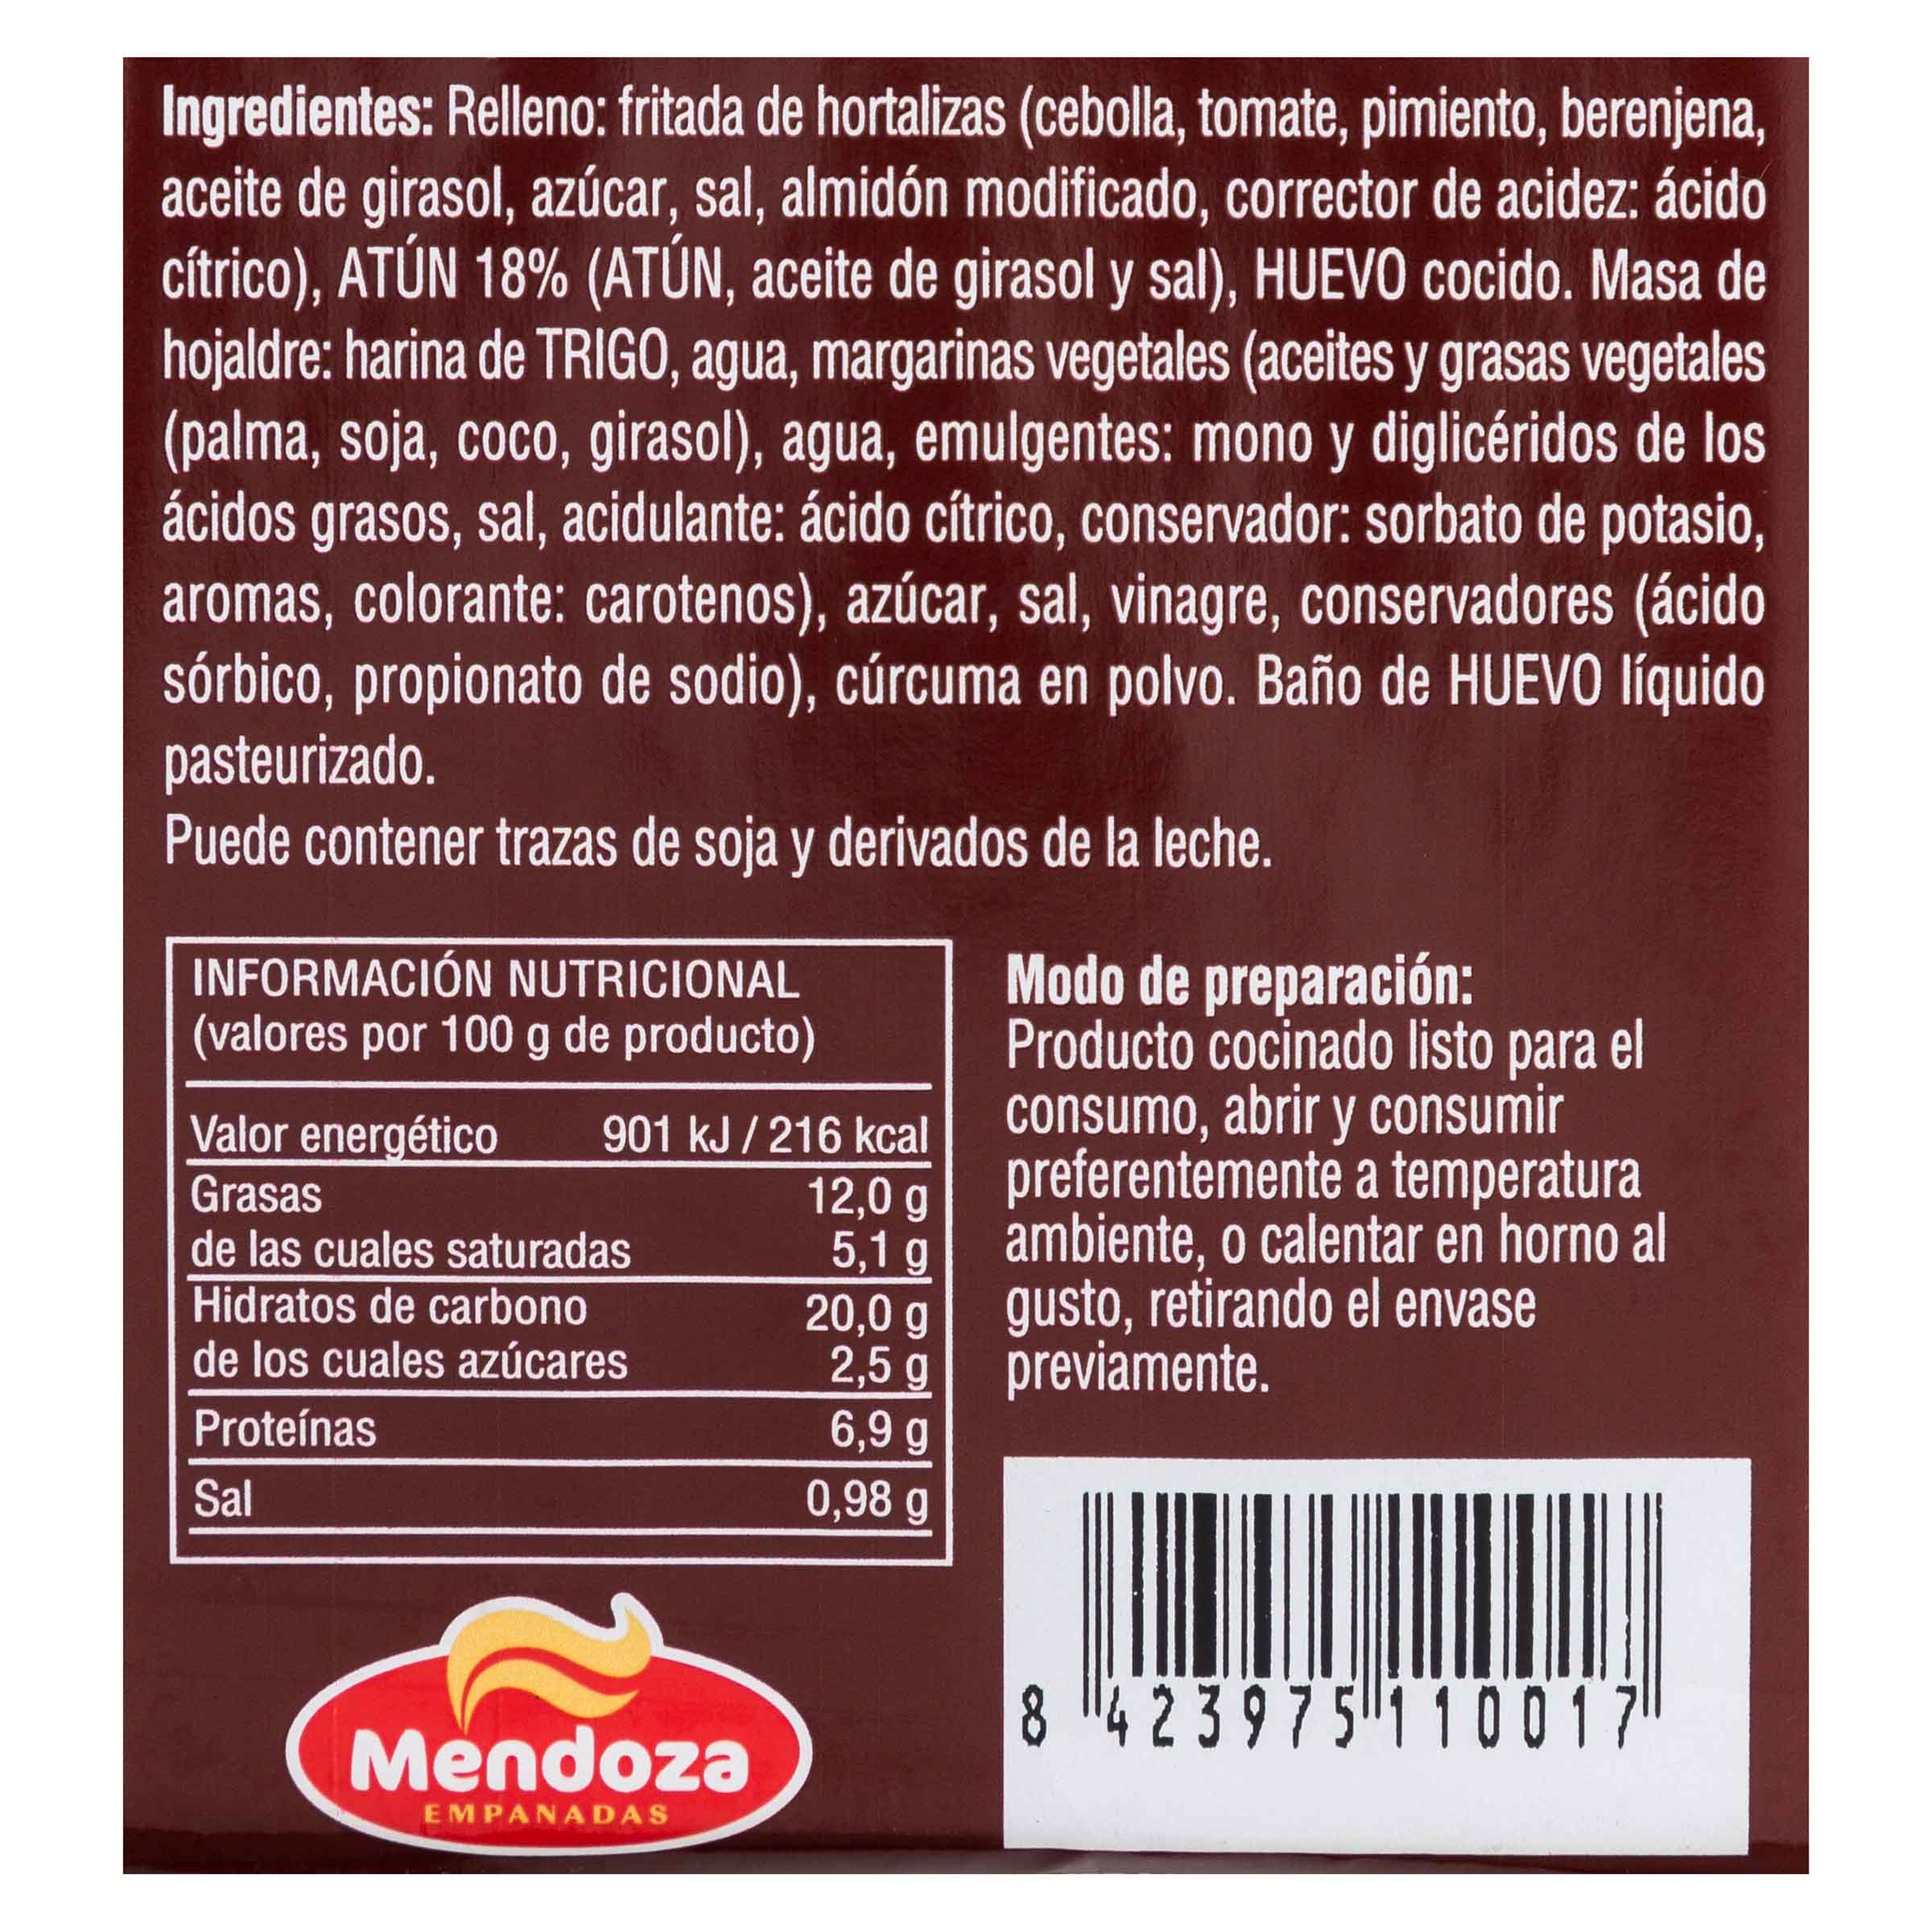 Ingredientes: Relleno: fritada de hortalizas (cebolla, tomate, pimiento, berenjena,
aceite de girasol, azúcar, sal, almidón modificado, corrector de acidez: ácido
cítrico), ATÚN 18% (ATÚN, aceite de girasol y sal), HUEVO cocido. Masa de
hojaldre: harina de TRIGO, agua, margarinas vegetales (aceites y grasas vegetales
(palma, soja, coco, girasol), agua, emulgentes: mono y diglicéridos de los
ácidos grasos, sal, acidulante: ácido cítrico, conservador: sorbato de potasio,
aromas, colorante: carotenos), azúcar, sal, vinagre, conservadores (ácido
sórbico, propionato de sodio), cúrcuma en polvo. Baño de HUEVO líquido
pasteurizado.
Puede contener trazas de soja y derivados de la leche.
INFORMACIÓN NUTRICIONAL
(valores por 100 g de producto)
Valor energético 901 kJ / 216 kcal
Grasas 12,0 g
de las cuales saturadas 5,1 g
Hidratos de carbono 20,0 g
de los cuales azúcares 2,5 g
Proteínas 6,9 g
Sal 0,98 g
Modo de preparación:
Producto cocinado listo para el
consumo, abrir y consumir
preferentemente a temperatura
ambiente, o calentar en horno al
gusto, retirando el envase
previamente.
8 423975 110017
Mendoza
EMPANADAS